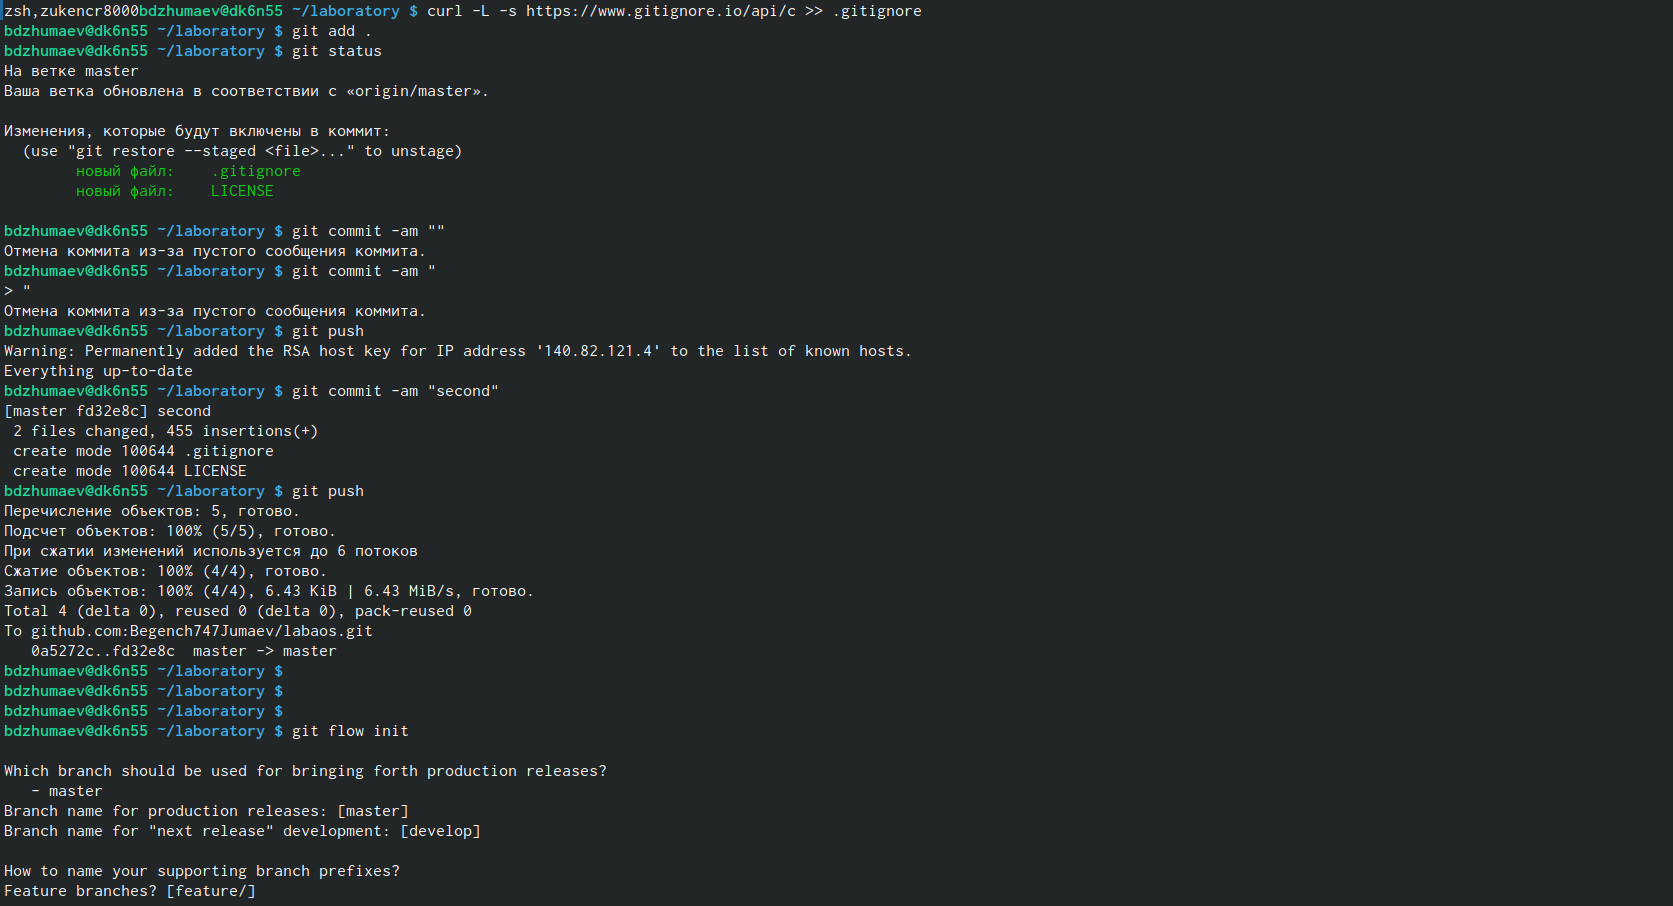 zsh,zukencr8000bdzhumaev@dk6n55 ~/laboratory $ curl -L -s https://www.gitignore.io/api/c >> .gitignore
bdzhumaev@dk6n55 ~/laboratory $ git add .
bdzhumaev@dk6n55 ~/laboratory $ git status
На ветке master
Ваша ветка обновлена в соответствии с «origin/master».
Изменения, которые будут включены в коммит:
  (use "git restore --staged <file>..." to unstage)
        новый файл:    .gitignore
        новый файл:    LICENSE
bdzhumaev@dk6n55 ~/laboratory $ git commit -am ""
Отмена коммита из-за пустого сообщения коммита.
bdzhumaev@dk6n55 ~/laboratory $ git commit -am "
> "
Отмена коммита из-за пустого сообщения коммита.
bdzhumaev@dk6n55 ~/laboratory $ git push
Warning: Permanently added the RSA host key for IP address '140.82.121.4' to the list of known hosts.
Everything up-to-date
bdzhumaev@dk6n55 ~/laboratory $ git commit -am "second"
[master fd32e8c] second
 2 files changed, 455 insertions(+)
 create mode 100644 .gitignore
 create mode 100644 LICENSE
bdzhumaev@dk6n55 ~/laboratory $ git push
Перечисление объектов: 5, готово.
Подсчет объектов: 100% (5/5), готово.
При сжатии изменений используется до 6 потоков
Сжатие объектов: 100% (4/4), готово.
Запись объектов: 100% (4/4), 6.43 KiB | 6.43 MiB/s, готово.
Total 4 (delta 0), reused 0 (delta 0), pack-reused 0
To github.com:Begench747Jumaev/labaos.git
   0a5272c..fd32e8c  master -> master
bdzhumaev@dk6n55 ~/laboratory $
bdzhumaev@dk6n55 ~/laboratory $
bdzhumaev@dk6n55 ~/laboratory $
bdzhumaev@dk6n55 ~/laboratory $ git flow init
Which branch should be used for bringing forth production releases?
   - master
Branch name for production releases: [master]
Branch name for "next release" development: [develop]
How to name your supporting branch prefixes?
Feature branches? [feature/]